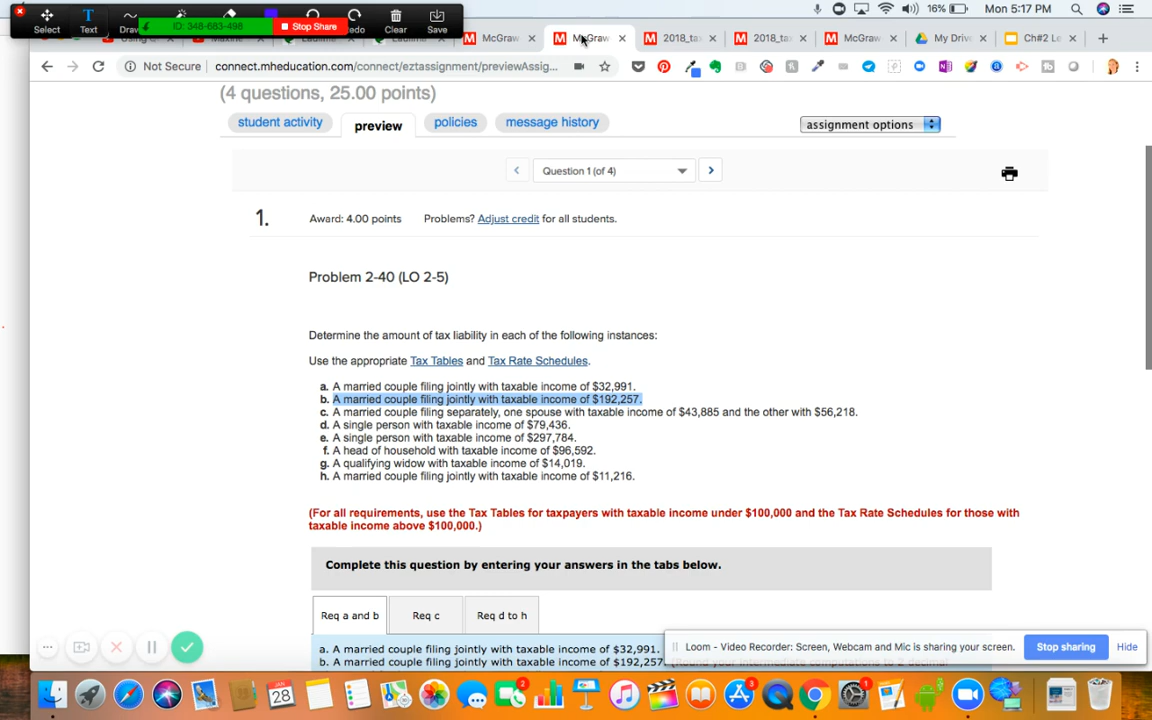 Select
Text
Draw
ID: 348-683-498
Stop Share
Clear
Save
16%
Mon 5:17 PM
McGraw
McGraw
2018_ta
2018_ta
McGraw
My Drive
Ch#2 Le
Not Secure
connect.mheducation.com/connect/eztassignment/previewAssig...
(4 questions, 25.00 points)
student activity
preview
policies
message history
assignment options
Question 1 (of 4)
1.
Award: 4.00 points
Problems? Adjust credit for all students.
Problem 2-40 (LO 2-5)
Determine the amount of tax liability in each of the following instances:
Use the appropriate Tax Tables and Tax Rate Schedules.
a. A married couple filing jointly with taxable income of $32,991.
b. A married couple filing jointly with taxable income of $192,257.
c. A married couple filing separately, one spouse with taxable income of $43,885 and the other with $56,218.
d. A single person with taxable income of $79,436.
e. A single person with taxable income of $297,784.
f. A head of household with taxable income of $96,592.
g. A qualifying widow with taxable income of $14,019.
h. A married couple filing jointly with taxable income of $11,216.
(For all requirements, use the Tax Tables for taxpayers with taxable income under $100,000 and the Tax Rate Schedules for those with
taxable income above $100,000.)
Complete this question by entering your answers in the tabs below.
Req a and b
Req c
Req d to h
a. A married couple filing jointly with taxable income of $32,991.
b. A married couple filing jointly with taxable income of $192,257.
Loom - Video Recorder: Screen, Webcam and Mic is sharing your screen.
Stop sharing
Hide
JAN
28
2
3
1